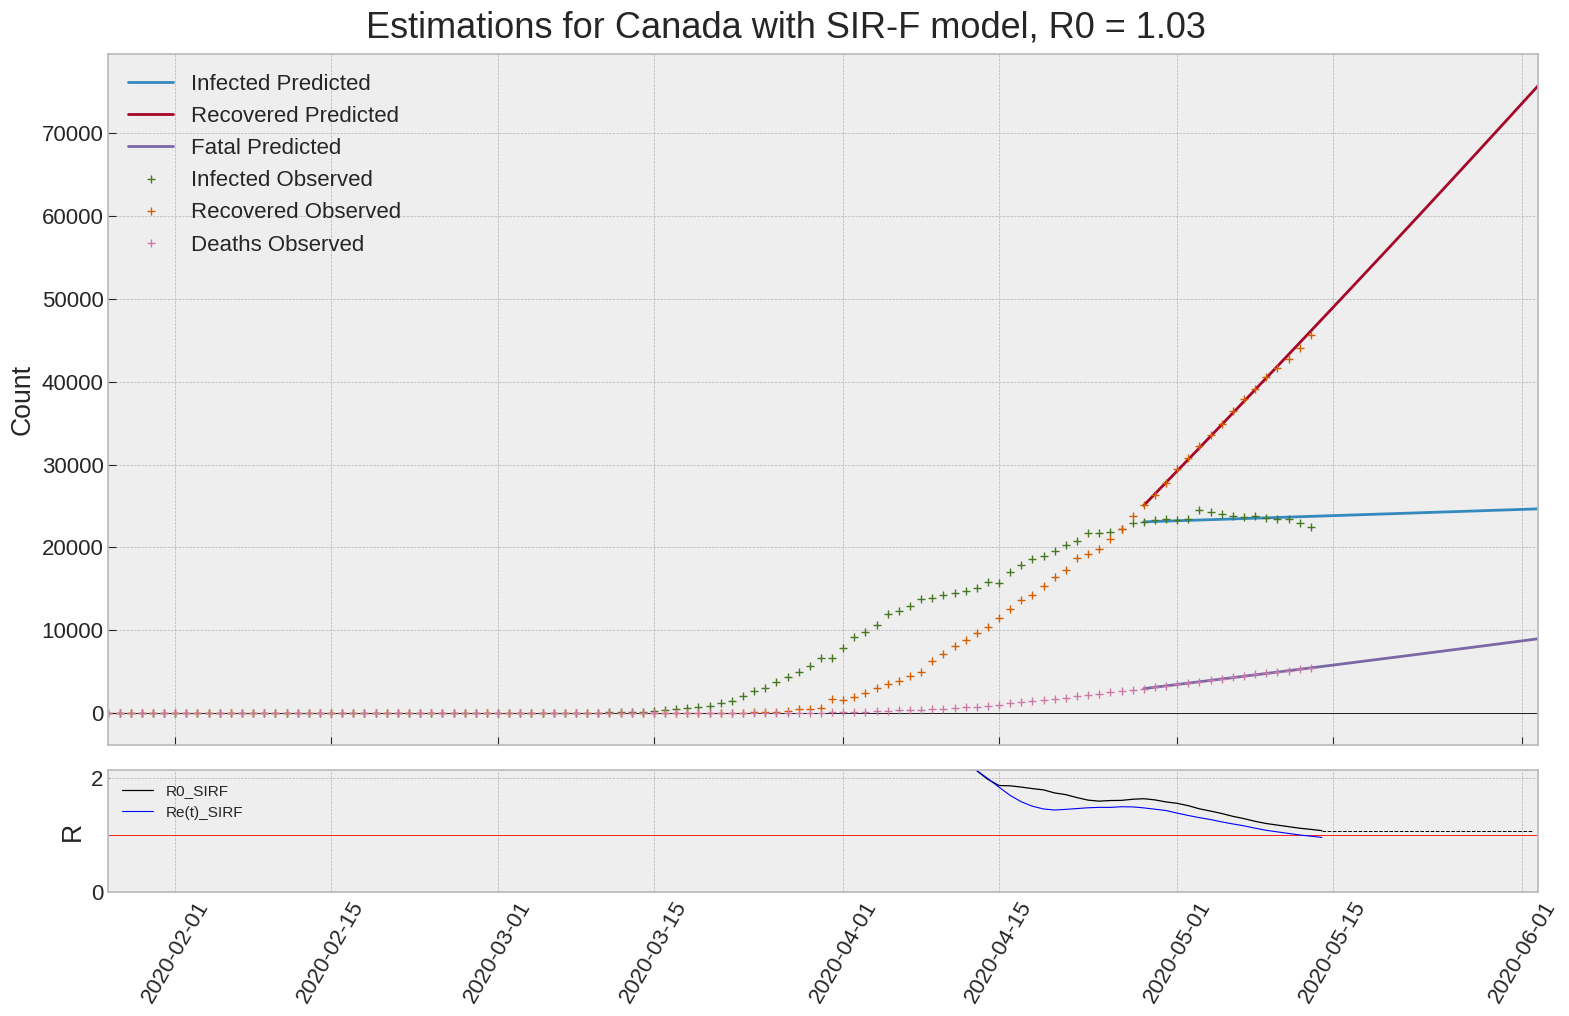 Estimations for Canada with SIR-F model, R0 = 1.03
Infected Predicted
Recovered Predicted
Fatal Predicted
Infected Observed
Recovered Observed
Deaths Observed
Count
70000
60000
50000
40000
30000
20000
10000
0
R0_SIRF
Re(t)_SIRF
R
2
0
2020-02-01
2020-02-15
2020-03-01
2020-03-15
2020-04-01
2020-04-15
2020-05-01
2020-05-15
2020-06-01